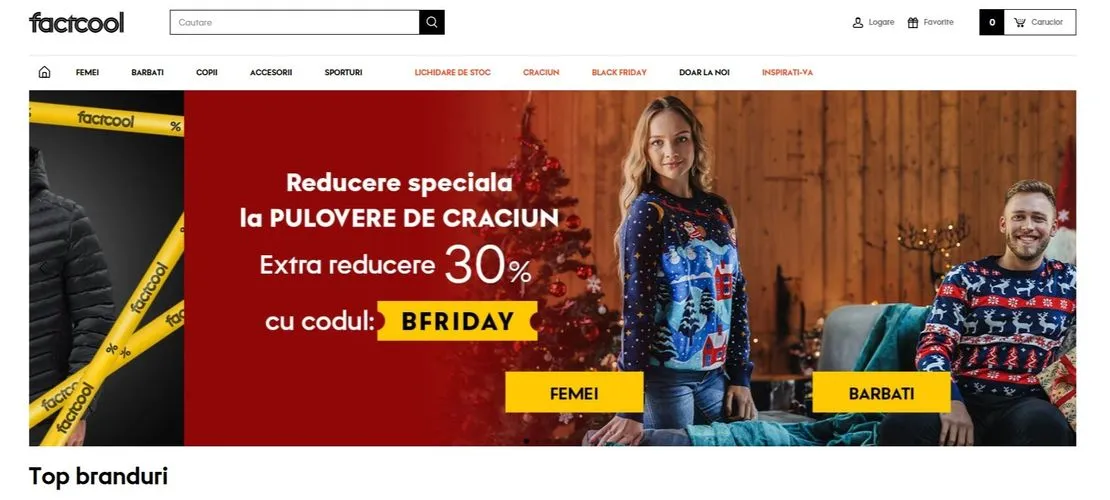 factcool
Cautare
Logare
Favorite
0
Carucior
FEMEI
BARBATI
COPII
ACCESORII
SPORTURI
LICHIDARE DE STOC
CRACIUN
BLACK FRIDAY
DOAR LA NOI
INSPIRATI-VA
factcool
%
factcool
factcool
% %
factcool
Reducere speciala
la PULOVERE DE CRACIUN
Extra reducere 30%
cu codul: BFRIDAY
FEMEI
BARBATI
Top branduri